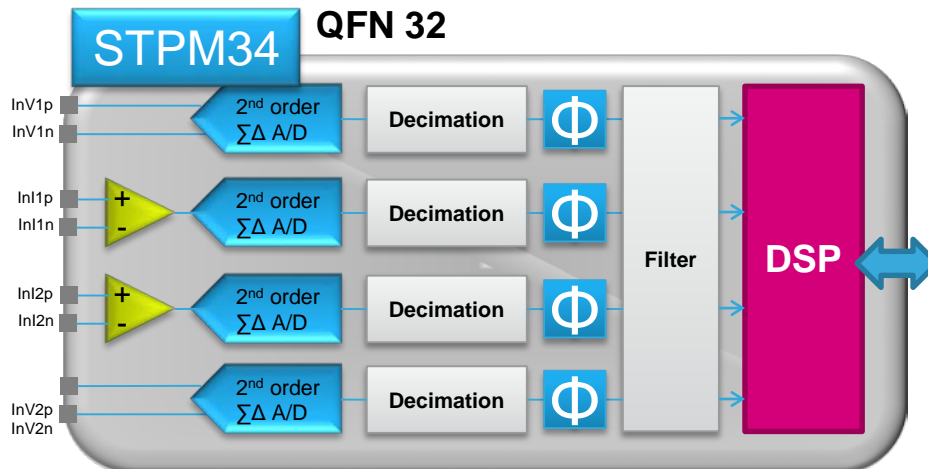 STPM34
QFN 32
InV1p
InV1n
2nd order
∑Δ A/D
Decimation
Φ
InI1p
InI1n
+
-
2nd order
∑Δ A/D
Decimation
Φ
InI2p
InI2n
+
-
2nd order
∑Δ A/D
Decimation
Φ
InV2p
InV2n
2nd order
∑Δ A/D
Decimation
Φ
Filter
DSP